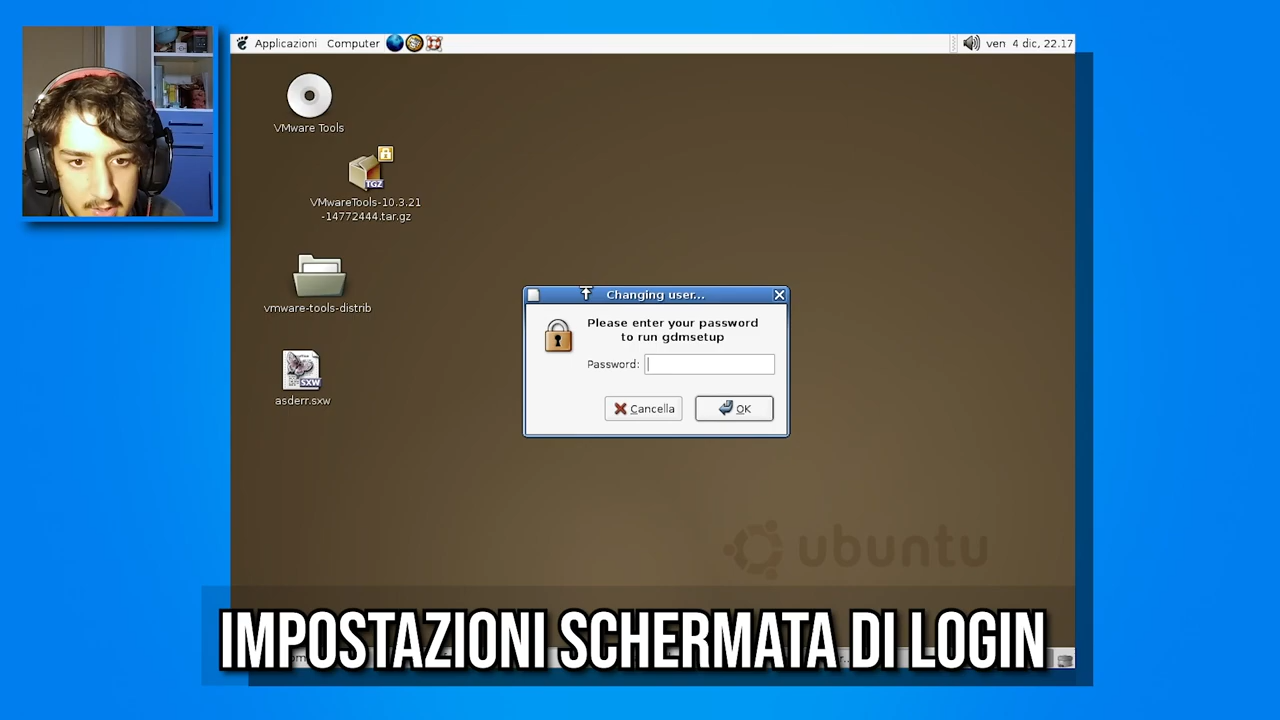 Applicazioni Computer ven 4 dic, 22.17
VMware Tools
TGZ
VMwareTools-10.3.21
-14772444.tar.gz
vmware-tools-distrib
SXW
asderr.sxw
Changing user...
Please enter your password
to run gdmsetup
Password:
Cancella OK
ubuntu
IMPOSTAZIONI SCHERMATA DI LOGIN